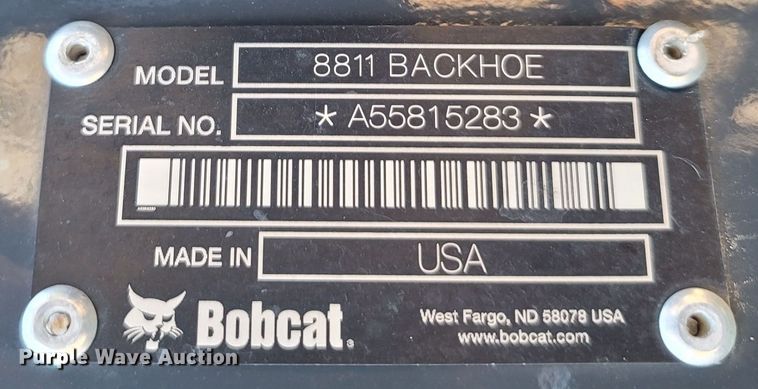 MODEL 8811 BACKHOE
SERIAL NO. * A55815283 *
MADE IN USA
Bobcat®
West Fargo, ND 58078 USA
www.bobcat.com
Purple Wave Auction